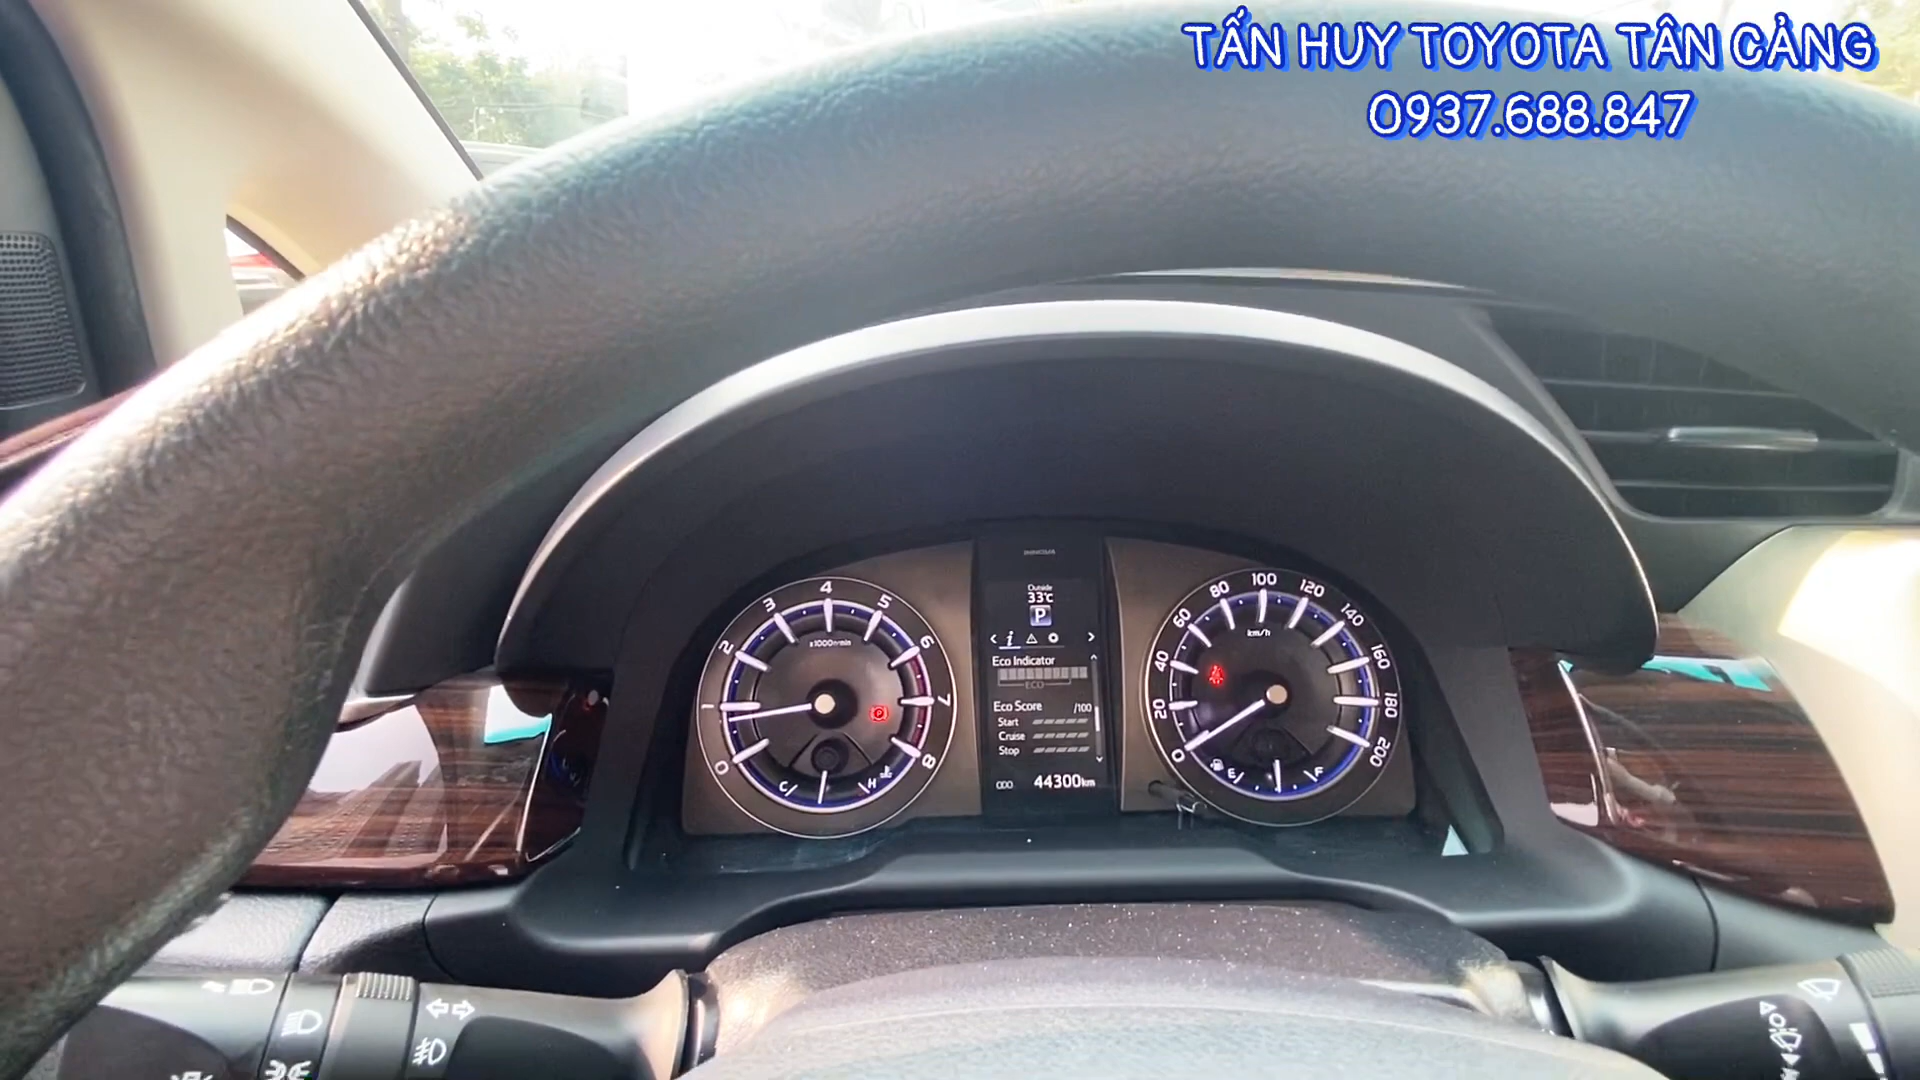 TẤN HUY TOYOTA TÂN CẢNG
0937.688.847
INNOVA
Outside
33°C
P
Eco Indicator
ECO
Eco Score /100
Start
Cruise
Stop
ODO 44300km
0 1 2 3 4 5 6 7 8
x1000r/min
P
C H
0 20 40 60 80 100 120 140 160 180 200
km/h
E F